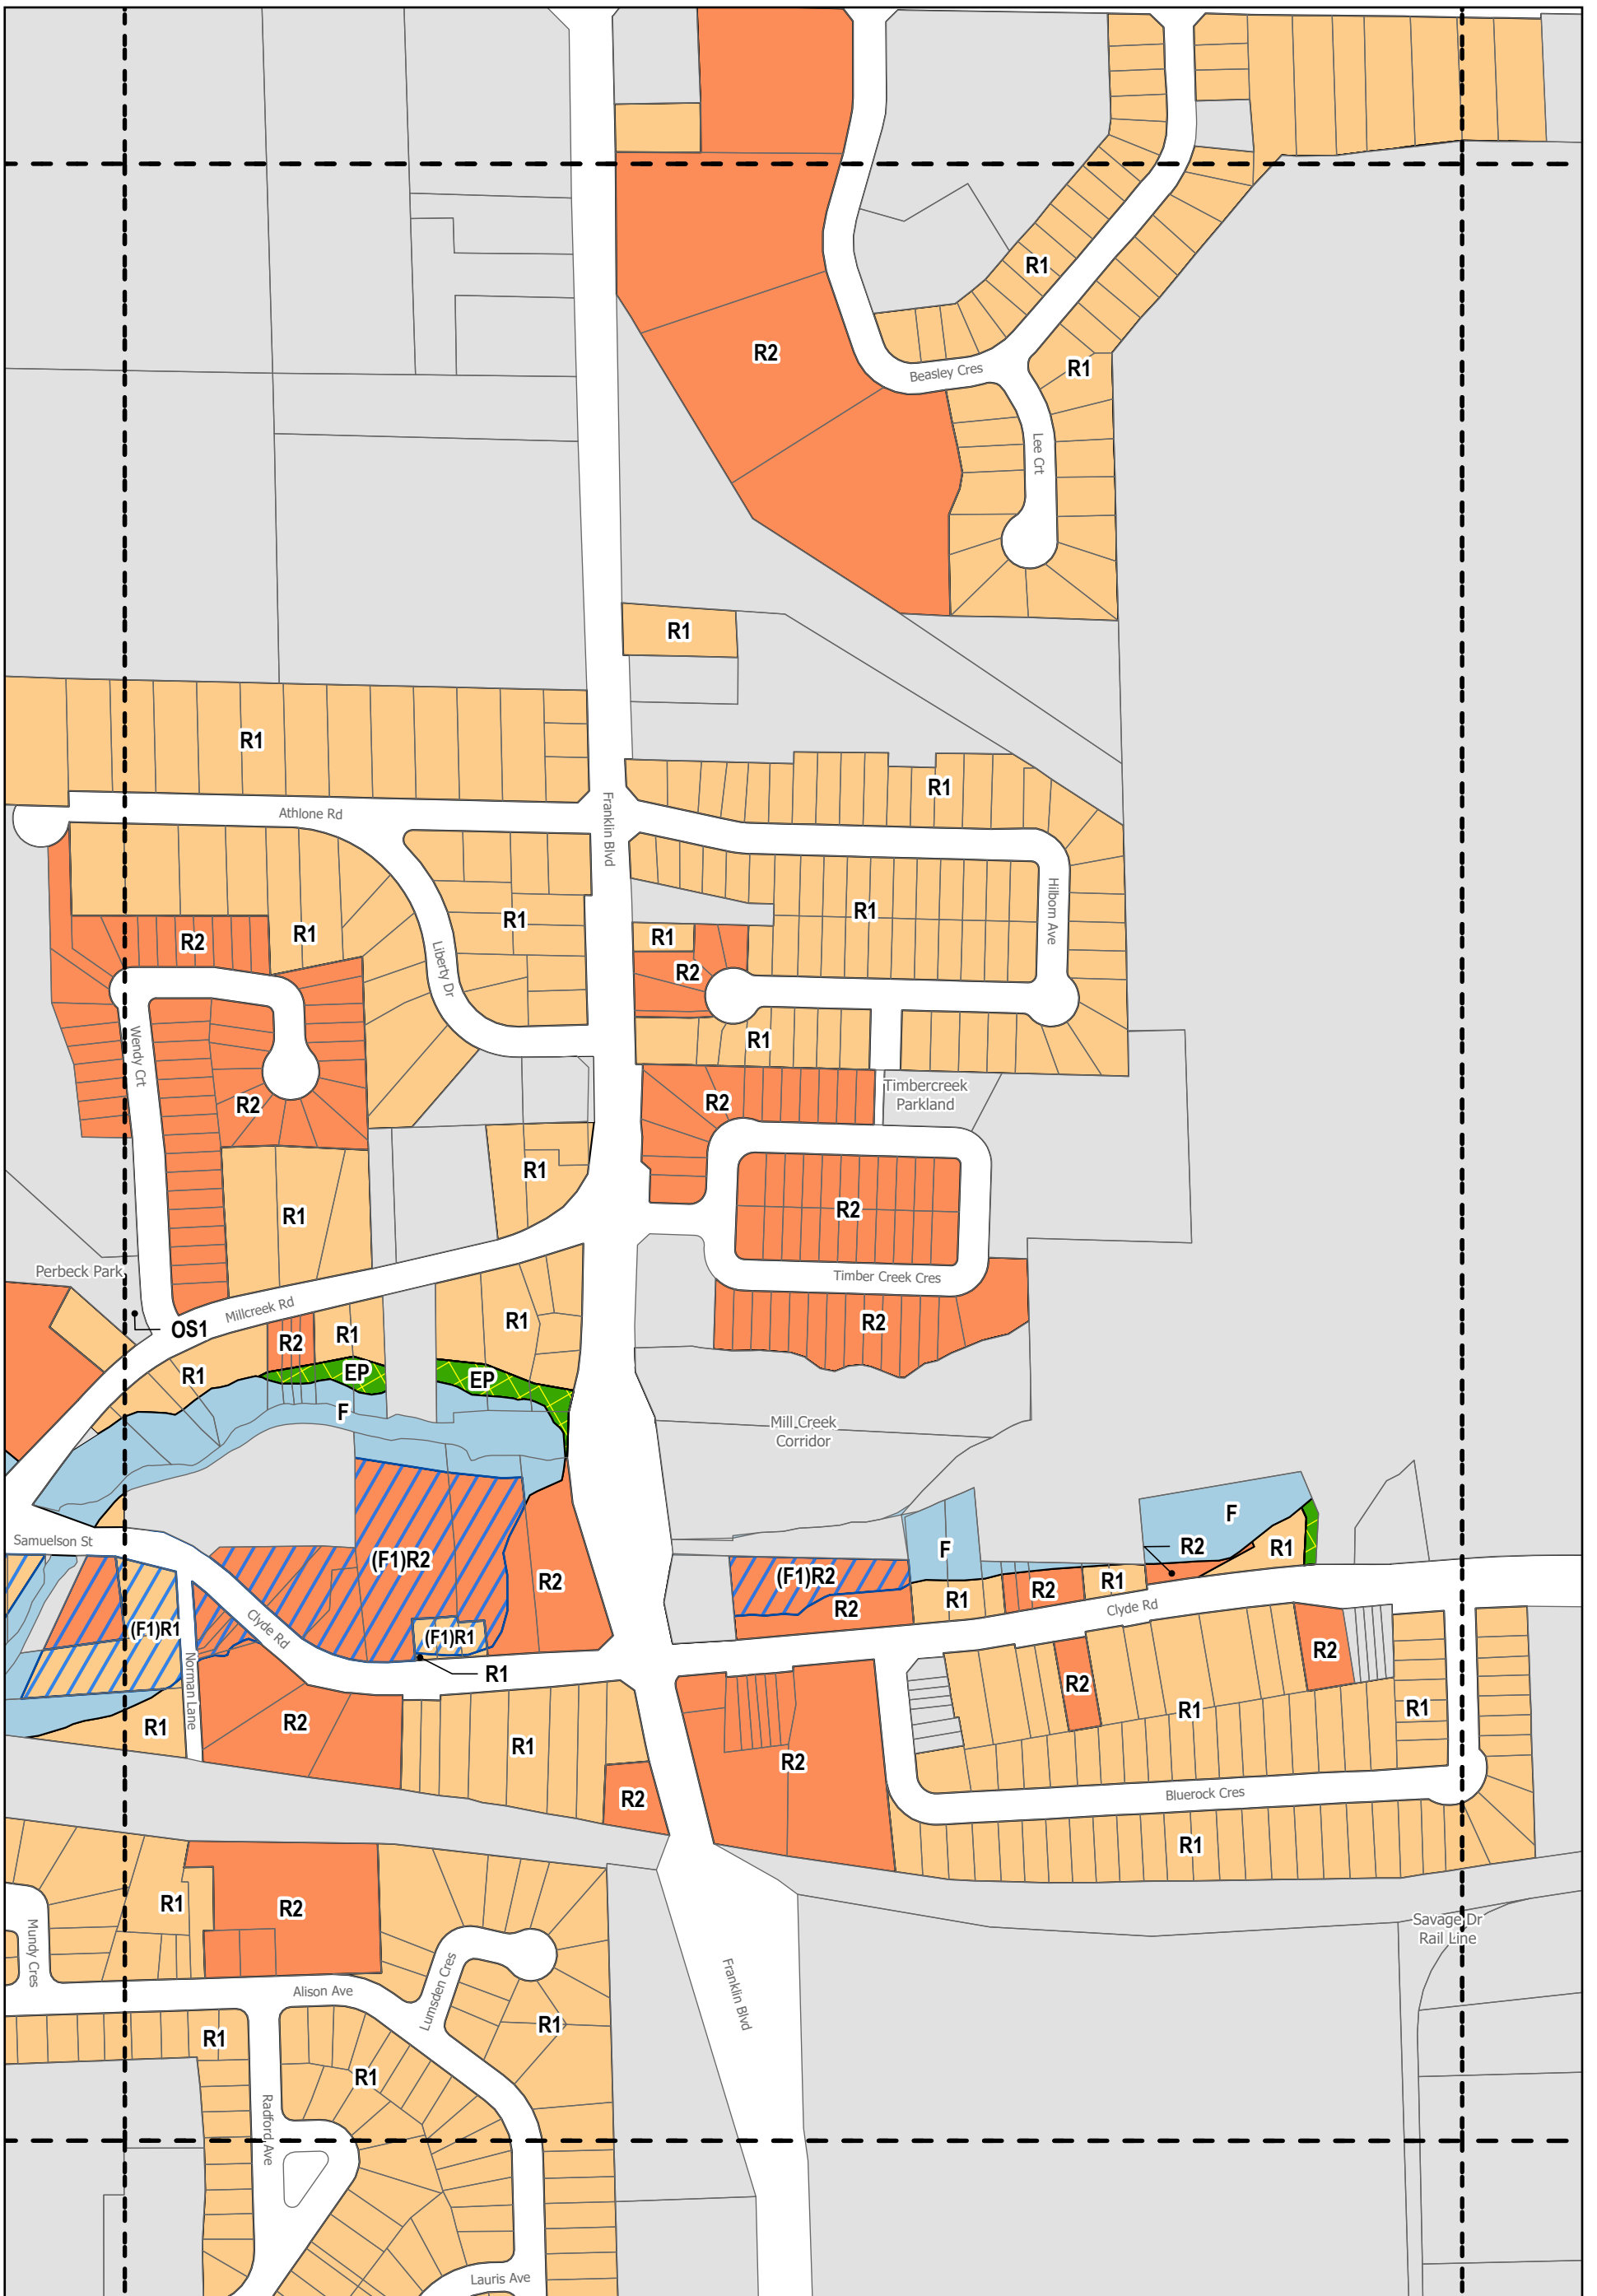 R1
R2
Beasley Cres
R1
Lee Crt
R1
R1
R1
Athlone Rd
Franklin Blvd
R1
R1
R1
Hilborn Ave
R2
R1
R1
R2
Liberty Dr
Wendy Crt
R1
R2
R2
Timbercreek
Parkland
R1
R1
R2
Perbeck Park
Timber Creek Cres
OS1
Millcreek Rd
R2
R1
R1
R2
R1
EP
EP
F
Mill Creek
Corridor
Samuelson St
F
F
R2
R1
(F1)R2
R2
(F1)R2
R2
R1
R2
R1
Clyde Rd
(F1)R1
Clyde Rd
(F1)R1
R1
Norman Lane
R1
R2
R1
R2
R2
R2
R2
R1
R1
Bluerock Cres
R1
R1
R2
Mundy Cres
Savage Dr
Rail Line
Alison Ave
Lumsden Cres
Franklin Blvd
R1
R1
R1
Radford Ave
Lauris Ave